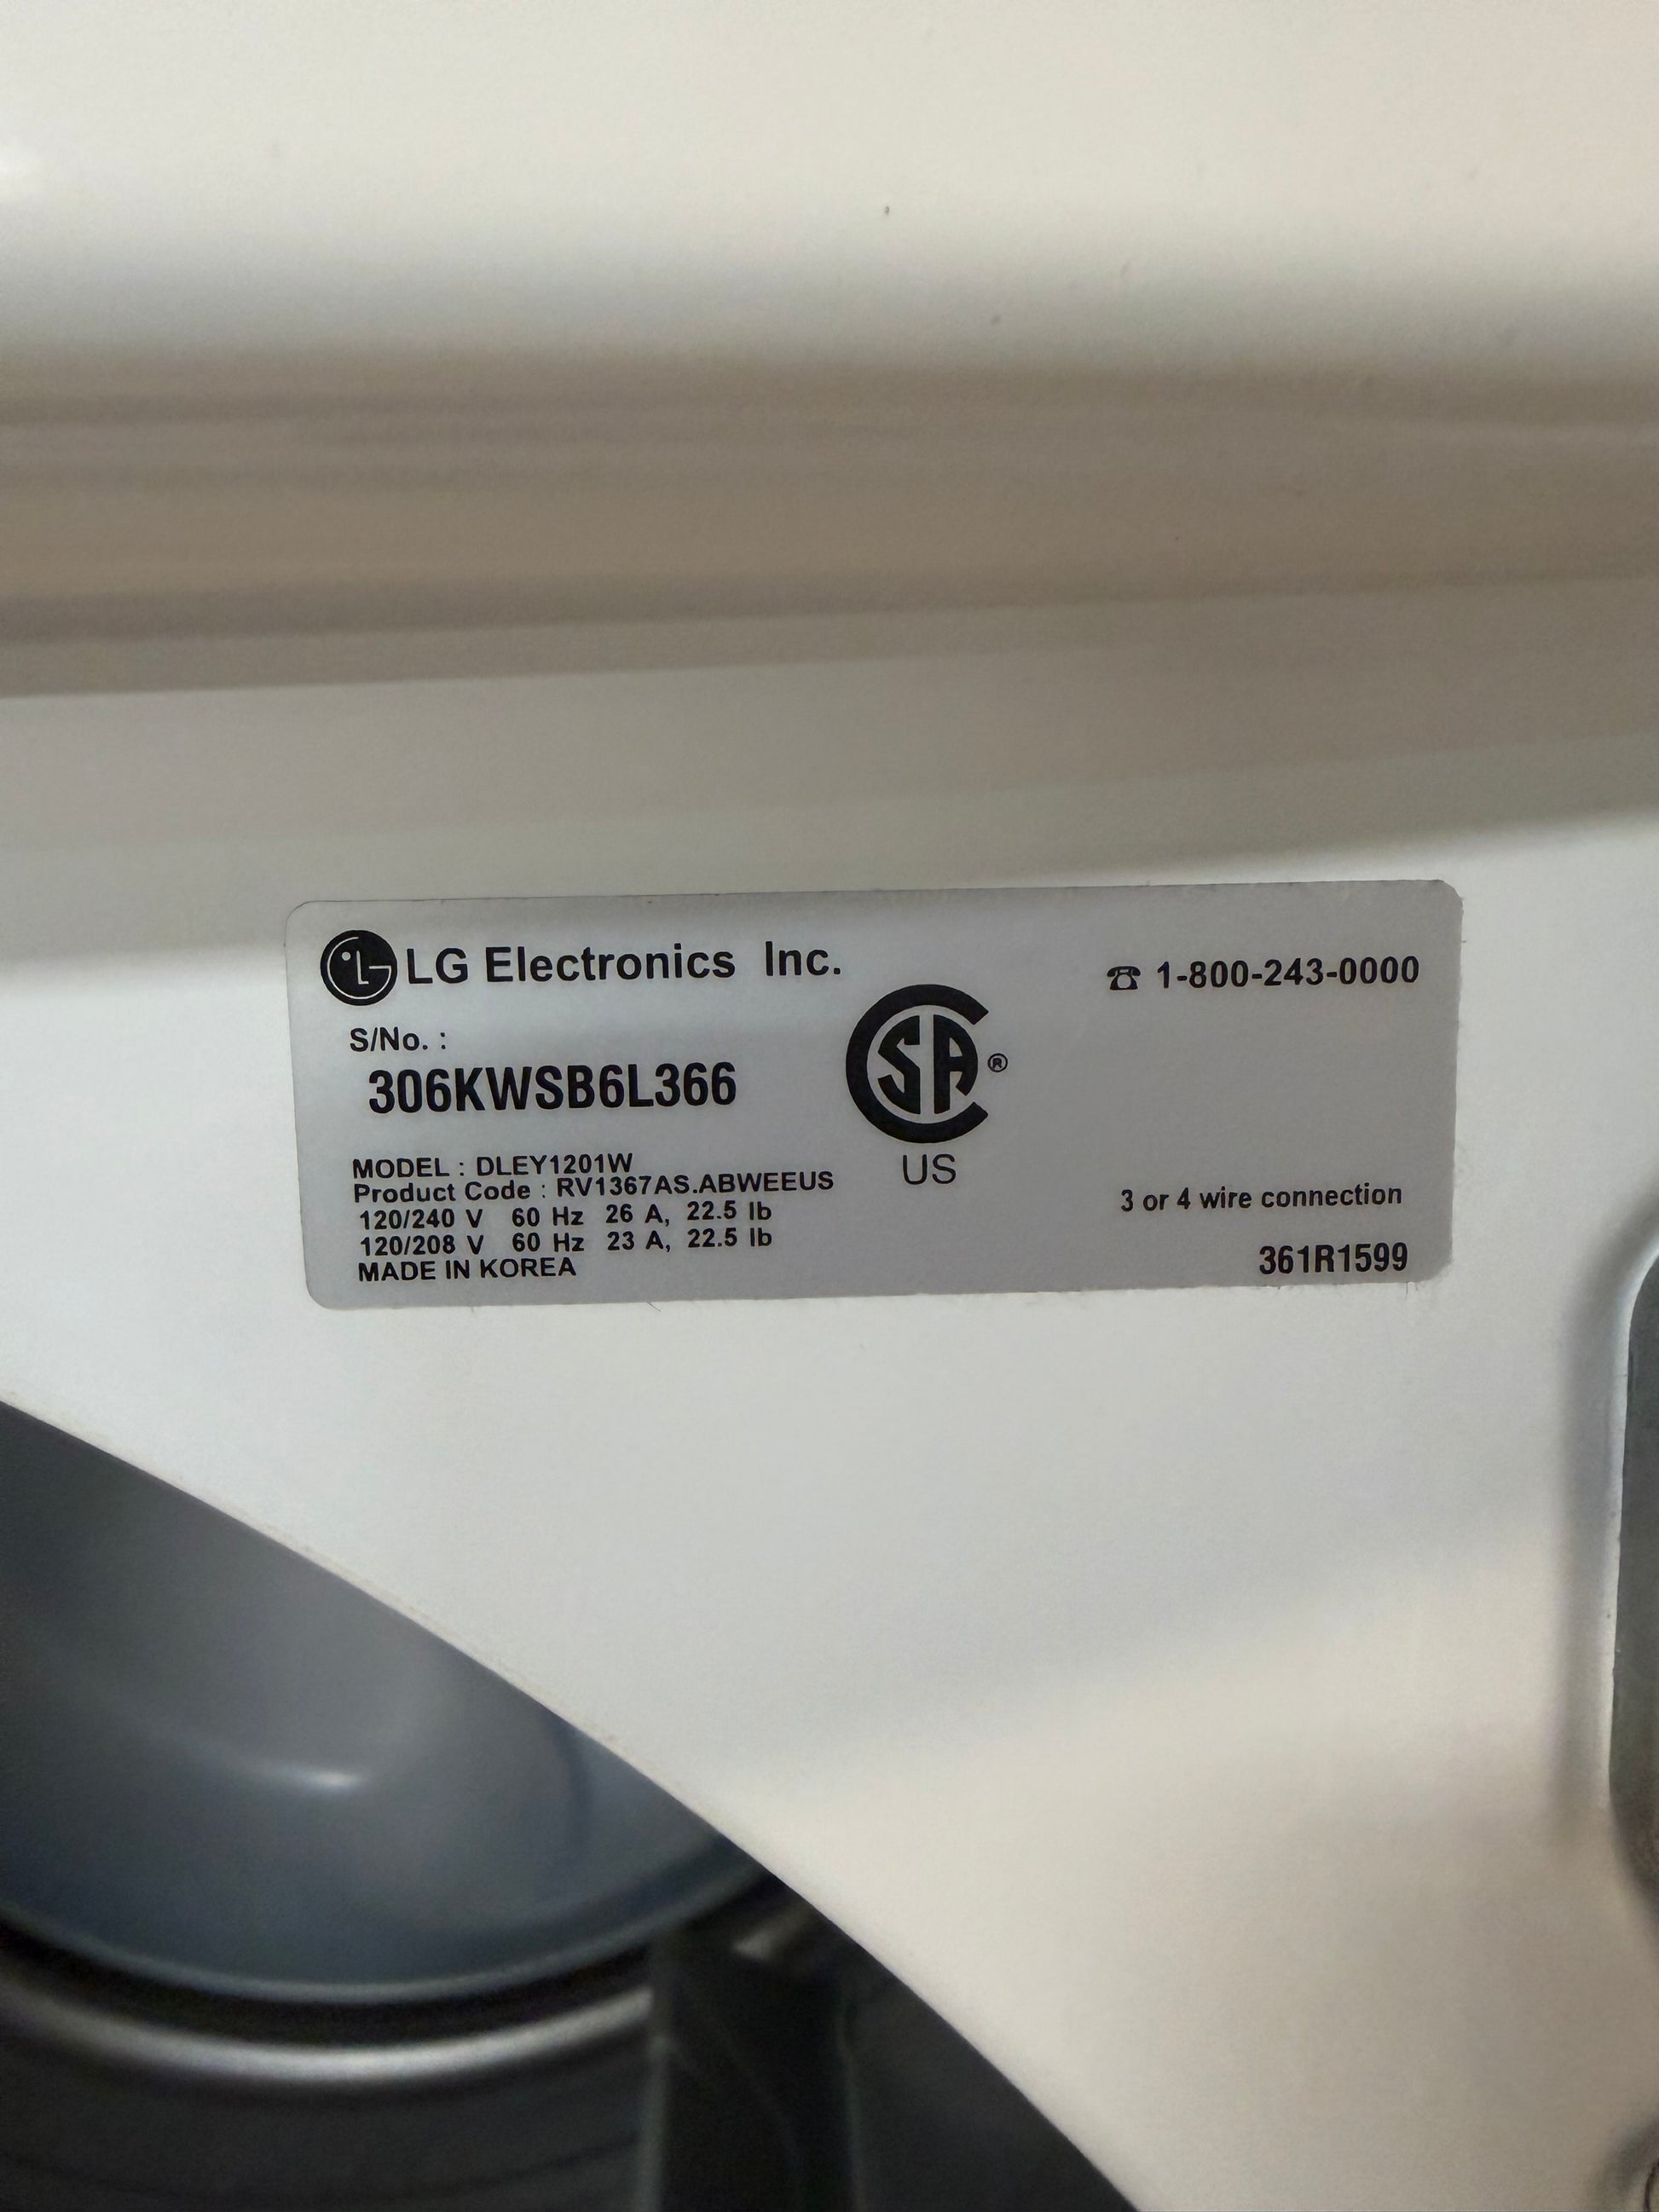 LG Electronics Inc.
☎ 1-800-243-0000
S/No. :
306KWSB6L366
SA ®
US
MODEL : DLEY1201W
Product Code : RV1367AS.ABWEEUS
120/240 V 60 Hz 26 A, 22.5 lb
120/208 V 60 Hz 23 A, 22.5 lb
MADE IN KOREA
3 or 4 wire connection
361R1599